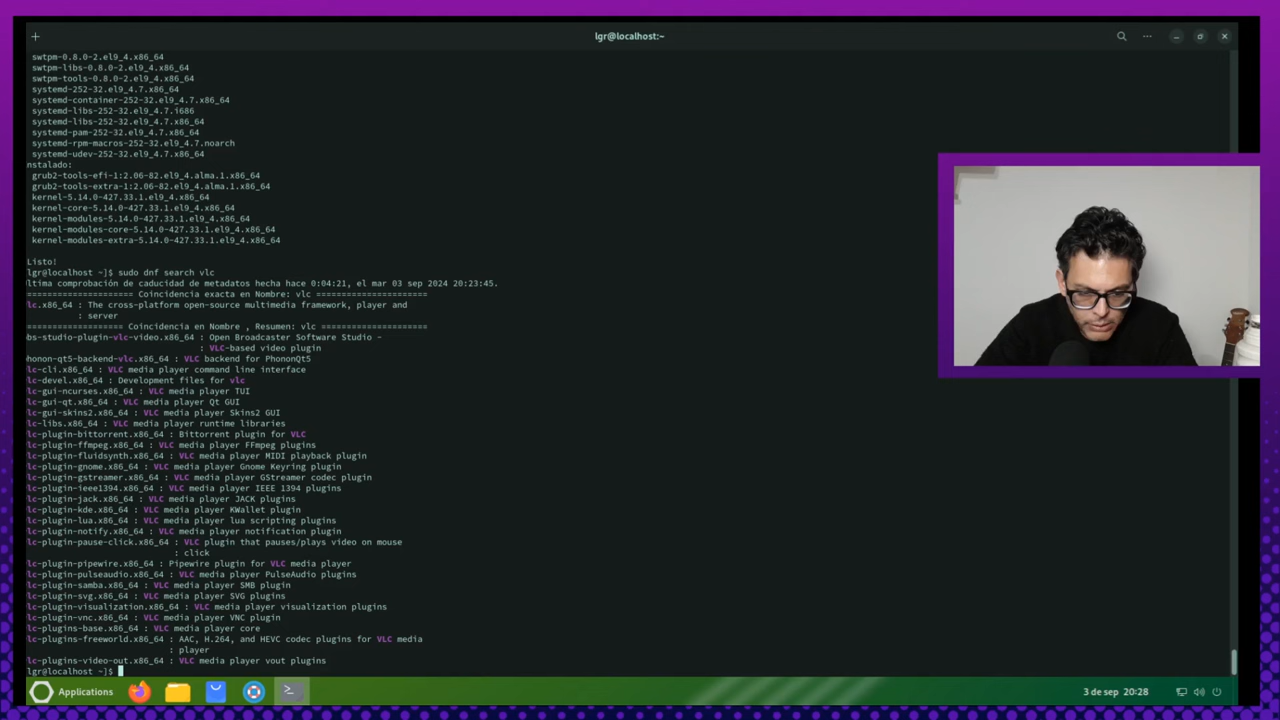 lgr@localhost:~
swtpm-0.8.0-2.el9_4.x86_64
swtpm-libs-0.8.0-2.el9_4.x86_64
swtpm-tools-0.8.0-2.el9_4.x86_64
systemd-252-32.el9_4.7.x86_64
systemd-container-252-32.el9_4.7.x86_64
systemd-libs-252-32.el9_4.7.i686
systemd-libs-252-32.el9_4.7.x86_64
systemd-pam-252-32.el9_4.7.x86_64
systemd-rpm-macros-252-32.el9_4.7.noarch
systemd-udev-252-32.el9_4.7.x86_64
nstalado:
grub2-tools-efi-1:2.06-82.el9_4.alma.1.x86_64
grub2-tools-extra-1:2.06-82.el9_4.alma.1.x86_64
kernel-5.14.0-427.33.1.el9_4.x86_64
kernel-core-5.14.0-427.33.1.el9_4.x86_64
kernel-modules-5.14.0-427.33.1.el9_4.x86_64
kernel-modules-core-5.14.0-427.33.1.el9_4.x86_64
kernel-modules-extra-5.14.0-427.33.1.el9_4.x86_64
Listo!
lgr@localhost ~]$ sudo dnf search vlc
ltima comprobación de caducidad de metadatos hecha hace 0:04:21, el mar 03 sep 2024 20:23:45.
===================== Coincidencia exacta en Nombre: vlc ======================
lc.x86_64 : The cross-platform open-source multimedia framework, player and
: server
=================== Coincidencia en Nombre , Resumen: vlc =====================
bs-studio-plugin-vlc-video.x86_64 : Open Broadcaster Software Studio -
: VLC-based video plugin
honon-qt5-backend-vlc.x86_64 : VLC backend for PhononQt5
lc-cli.x86_64 : VLC media player command line interface
lc-devel.x86_64 : Development files for vlc
lc-gui-ncurses.x86_64 : VLC media player TUI
lc-gui-qt.x86_64 : VLC media player Qt GUI
lc-gui-skins2.x86_64 : VLC media player Skins2 GUI
lc-libs.x86_64 : VLC media player runtime libraries
lc-plugin-bittorrent.x86_64 : Bittorrent plugin for VLC
lc-plugin-ffmpeg.x86_64 : VLC media player FFmpeg plugins
lc-plugin-fluidsynth.x86_64 : VLC media player MIDI playback plugin
lc-plugin-gnome.x86_64 : VLC media player Gnome Keyring plugin
lc-plugin-gstreamer.x86_64 : VLC media player GStreamer codec plugin
lc-plugin-ieee1394.x86_64 : VLC media player IEEE 1394 plugins
lc-plugin-jack.x86_64 : VLC media player JACK plugins
lc-plugin-kde.x86_64 : VLC media player KWallet plugin
lc-plugin-lua.x86_64 : VLC media player lua scripting plugins
lc-plugin-notify.x86_64 : VLC media player notification plugin
lc-plugin-pause-click.x86_64 : VLC plugin that pauses/plays video on mouse
: click
lc-plugin-pipewire.x86_64 : Pipewire plugin for VLC media player
lc-plugin-pulseaudio.x86_64 : VLC media player PulseAudio plugins
lc-plugin-samba.x86_64 : VLC media player SMB plugin
lc-plugin-svg.x86_64 : VLC media player SVG plugins
lc-plugin-visualization.x86_64 : VLC media player visualization plugins
lc-plugin-vnc.x86_64 : VLC media player VNC plugin
lc-plugins-base.x86_64 : VLC media player core
lc-plugins-freeworld.x86_64 : AAC, H.264, and HEVC codec plugins for VLC media
: player
lc-plugins-video-out.x86_64 : VLC media player vout plugins
lgr@localhost ~]$
Applications
3 de sep 20:28